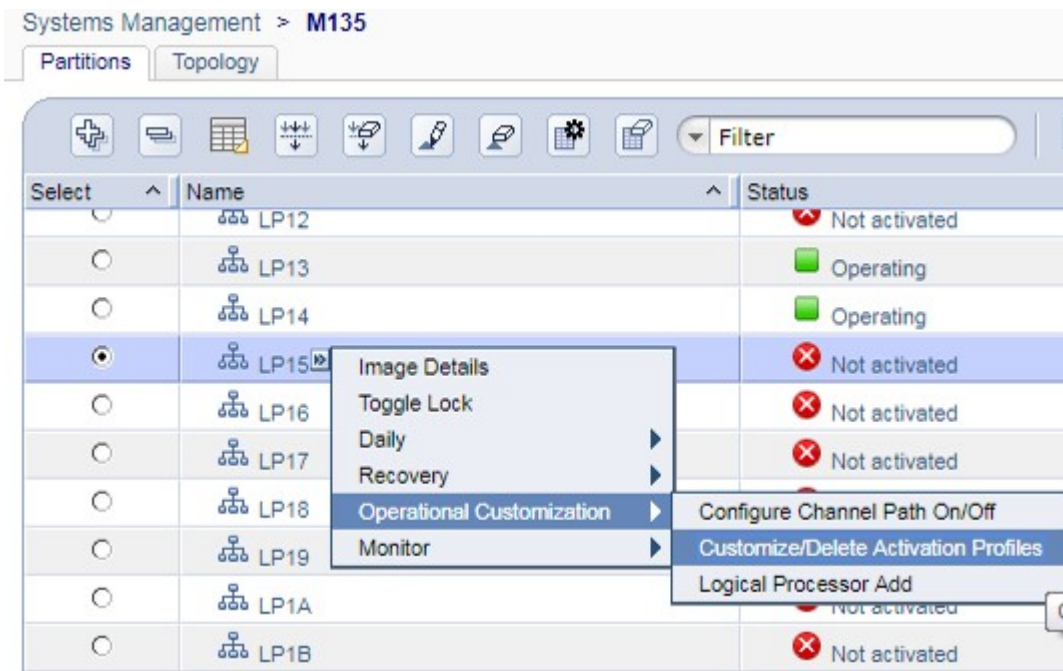 Systems Management > M135
Partitions Topology
Filter
Select Name Status
LP12 Not activated
LP13 Operating
LP14 Operating
LP15 Not activated
LP16 Not activated
LP17 Not activated
LP18
LP19
LP1A Not activated
LP1B Not activated
Image Details
Toggle Lock
Daily
Recovery
Operational Customization
Monitor
Configure Channel Path On/Off
Customize/Delete Activation Profiles
Logical Processor Add